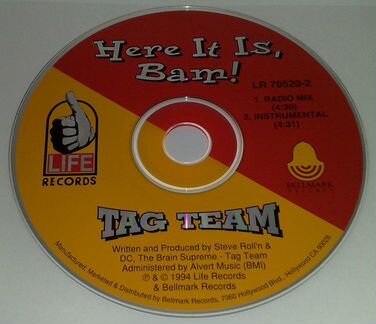 Here It Is,
Bam!
LR 79520-2
1. RADIO MIX
(4:30)
2. INSTRUMENTAL
(4:31)
LIFE
RECORDS
BELLMARK
RECORDS
TAG TEAM
Written and Produced by Steve Roll'n &
DC, The Brain Supreme - Tag Team
Administered by Alvert Music (BMI)
℗ & © 1994 Life Records
& Bellmark Records
Manufactured, Marketed & Distributed by Bellmark Records, 7060 Hollywood Blvd., Hollywood CA 90028